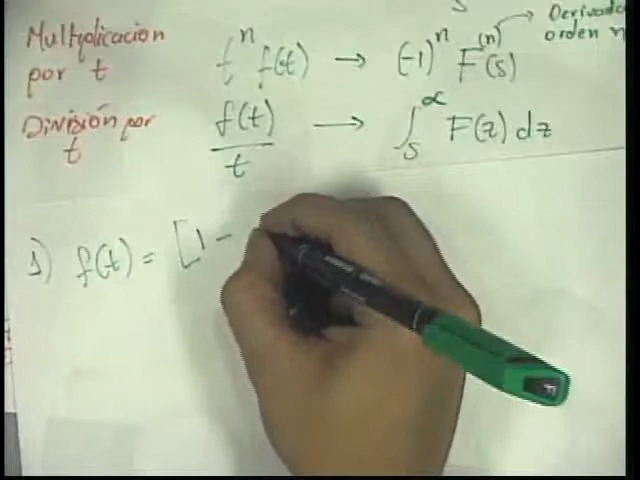 Derivada
Multiplicacion t^n f(t) → (-1)^n F^(n)(s) orden n
por t
División por f(t)/t → ∫_s^∞ F(z) dz
t
1) f(t) = [1 -